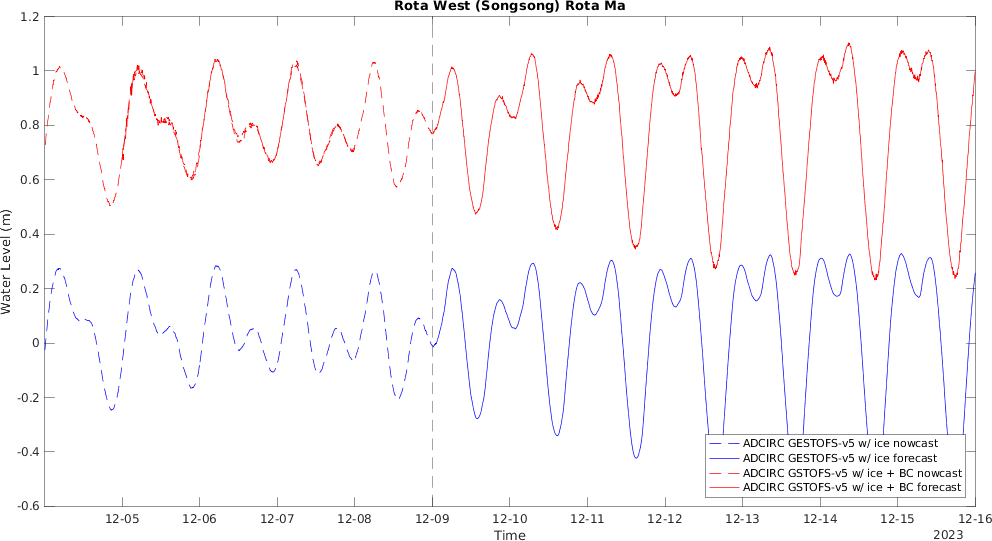 Rota West (Songsong) Rota Ma
1.2
1
0.8
0.6
0.4
0.2
0
-0.2
-0.4
-0.6
Water Level (m)
ADCIRC GESTOFS-v5 w/ ice nowcast
ADCIRC GESTOFS-v5 w/ ice forecast
ADCIRC GSTOFS-v5 w/ ice + BC nowcast
ADCIRC GSTOFS-v5 w/ ice + BC forecast
12-05 12-06 12-07 12-08 12-09 12-10 12-11 12-12 12-13 12-14 12-15 12-16
Time
2023